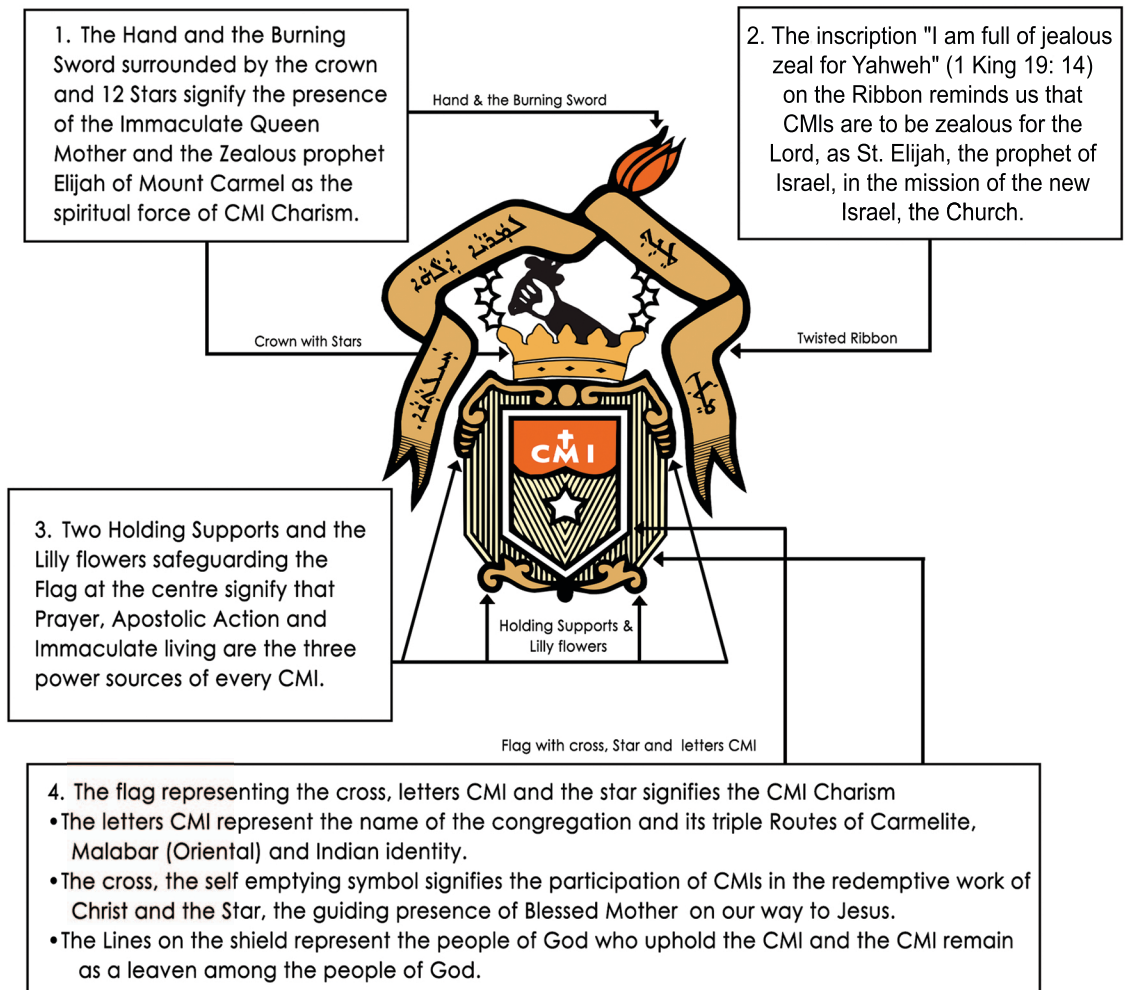 1. The Hand and the Burning
Sword surrounded by the crown
and 12 Stars signify the presence
of the Immaculate Queen
Mother and the Zealous prophet
Elijah of Mount Carmel as the
spiritual force of CMI Charism.
2. The inscription "I am full of jealous
zeal for Yahweh" (1 King 19: 14)
on the Ribbon reminds us that
CMIs are to be zealous for the
Lord, as St. Elijah, the prophet of
Israel, in the mission of the new
Israel, the Church.
Hand & the Burning Sword
Crown with Stars
Twisted Ribbon
CMI
3. Two Holding Supports and the
Lilly flowers safeguarding the
Flag at the centre signify that
Prayer, Apostolic Action and
Immaculate living are the three
power sources of every CMI.
Holding Supports &
Lilly flowers
Flag with cross, Star and letters CMI
4. The flag representing the cross, letters CMI and the star signifies the CMI Charism
•The letters CMI represent the name of the congregation and its triple Routes of Carmelite,
Malabar (Oriental) and Indian identity.
•The cross, the self emptying symbol signifies the participation of CMIs in the redemptive work of
Christ and the Star, the guiding presence of Blessed Mother on our way to Jesus.
•The Lines on the shield represent the people of God who uphold the CMI and the CMI remain
as a leaven among the people of God.